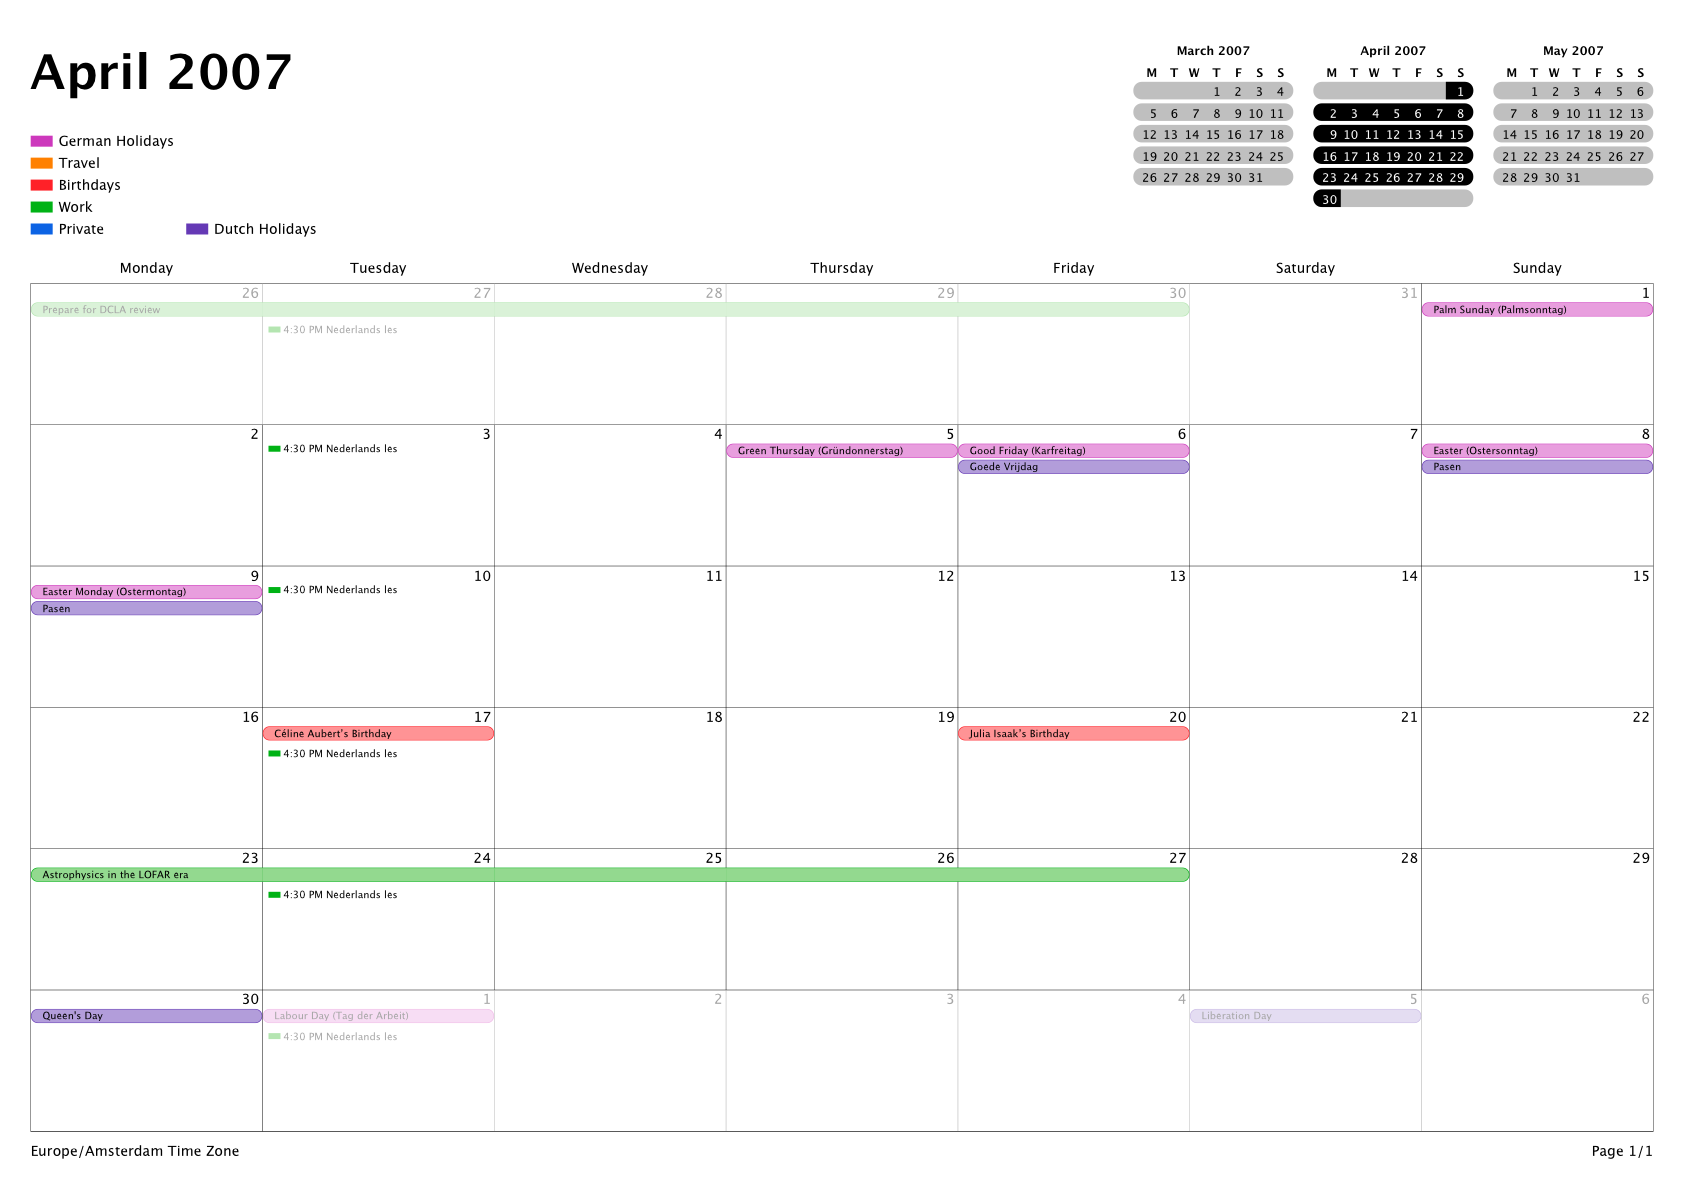 April 2007
German Holidays
Travel
Birthdays
Work
Private Dutch Holidays
March 2007
M T W T F S S
1 2 3 4
5 6 7 8 9 10 11
12 13 14 15 16 17 18
19 20 21 22 23 24 25
26 27 28 29 30 31
April 2007
M T W T F S S
1
2 3 4 5 6 7 8
9 10 11 12 13 14 15
16 17 18 19 20 21 22
23 24 25 26 27 28 29
30
May 2007
M T W T F S S
1 2 3 4 5 6
7 8 9 10 11 12 13
14 15 16 17 18 19 20
21 22 23 24 25 26 27
28 29 30 31
Monday Tuesday Wednesday Thursday Friday Saturday Sunday
26 27 28 29 30 31 1
Prepare for DCLA review Palm Sunday (Palmsonntag)
4:30 PM Nederlands les
2 3 4 5 6 7 8
4:30 PM Nederlands les Green Thursday (Gründonnerstag) Good Friday (Karfreitag) Easter (Ostersonntag)
Goede Vrijdag Pasen
9 10 11 12 13 14 15
Easter Monday (Ostermontag) 4:30 PM Nederlands les
Pasen
16 17 18 19 20 21 22
Céline Aubert's Birthday Julia Isaak's Birthday
4:30 PM Nederlands les
23 24 25 26 27 28 29
Astrophysics in the LOFAR era
4:30 PM Nederlands les
30 1 2 3 4 5 6
Queen's Day Labour Day (Tag der Arbeit) Liberation Day
4:30 PM Nederlands les
Europe/Amsterdam Time Zone Page 1/1